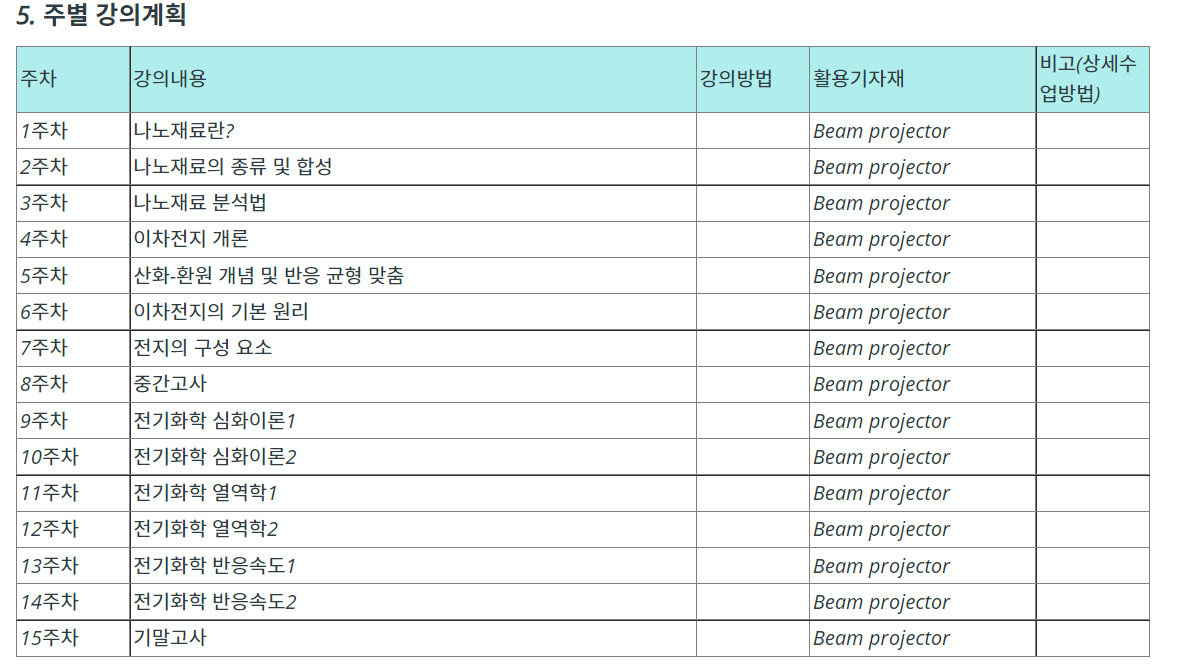 5. 주별 강의계획
주차 강의내용 강의방법 활용기자재 비고(상세수
업방법)
1주차 나노재료란? Beam projector
2주차 나노재료의 종류 및 합성 Beam projector
3주차 나노재료 분석법 Beam projector
4주차 이차전지 개론 Beam projector
5주차 산화-환원 개념 및 반응 균형 맞춤 Beam projector
6주차 이차전지의 기본 원리 Beam projector
7주차 전지의 구성 요소 Beam projector
8주차 중간고사 Beam projector
9주차 전기화학 심화이론1 Beam projector
10주차 전기화학 심화이론2 Beam projector
11주차 전기화학 열역학1 Beam projector
12주차 전기화학 열역학2 Beam projector
13주차 전기화학 반응속도1 Beam projector
14주차 전기화학 반응속도2 Beam projector
15주차 기말고사 Beam projector